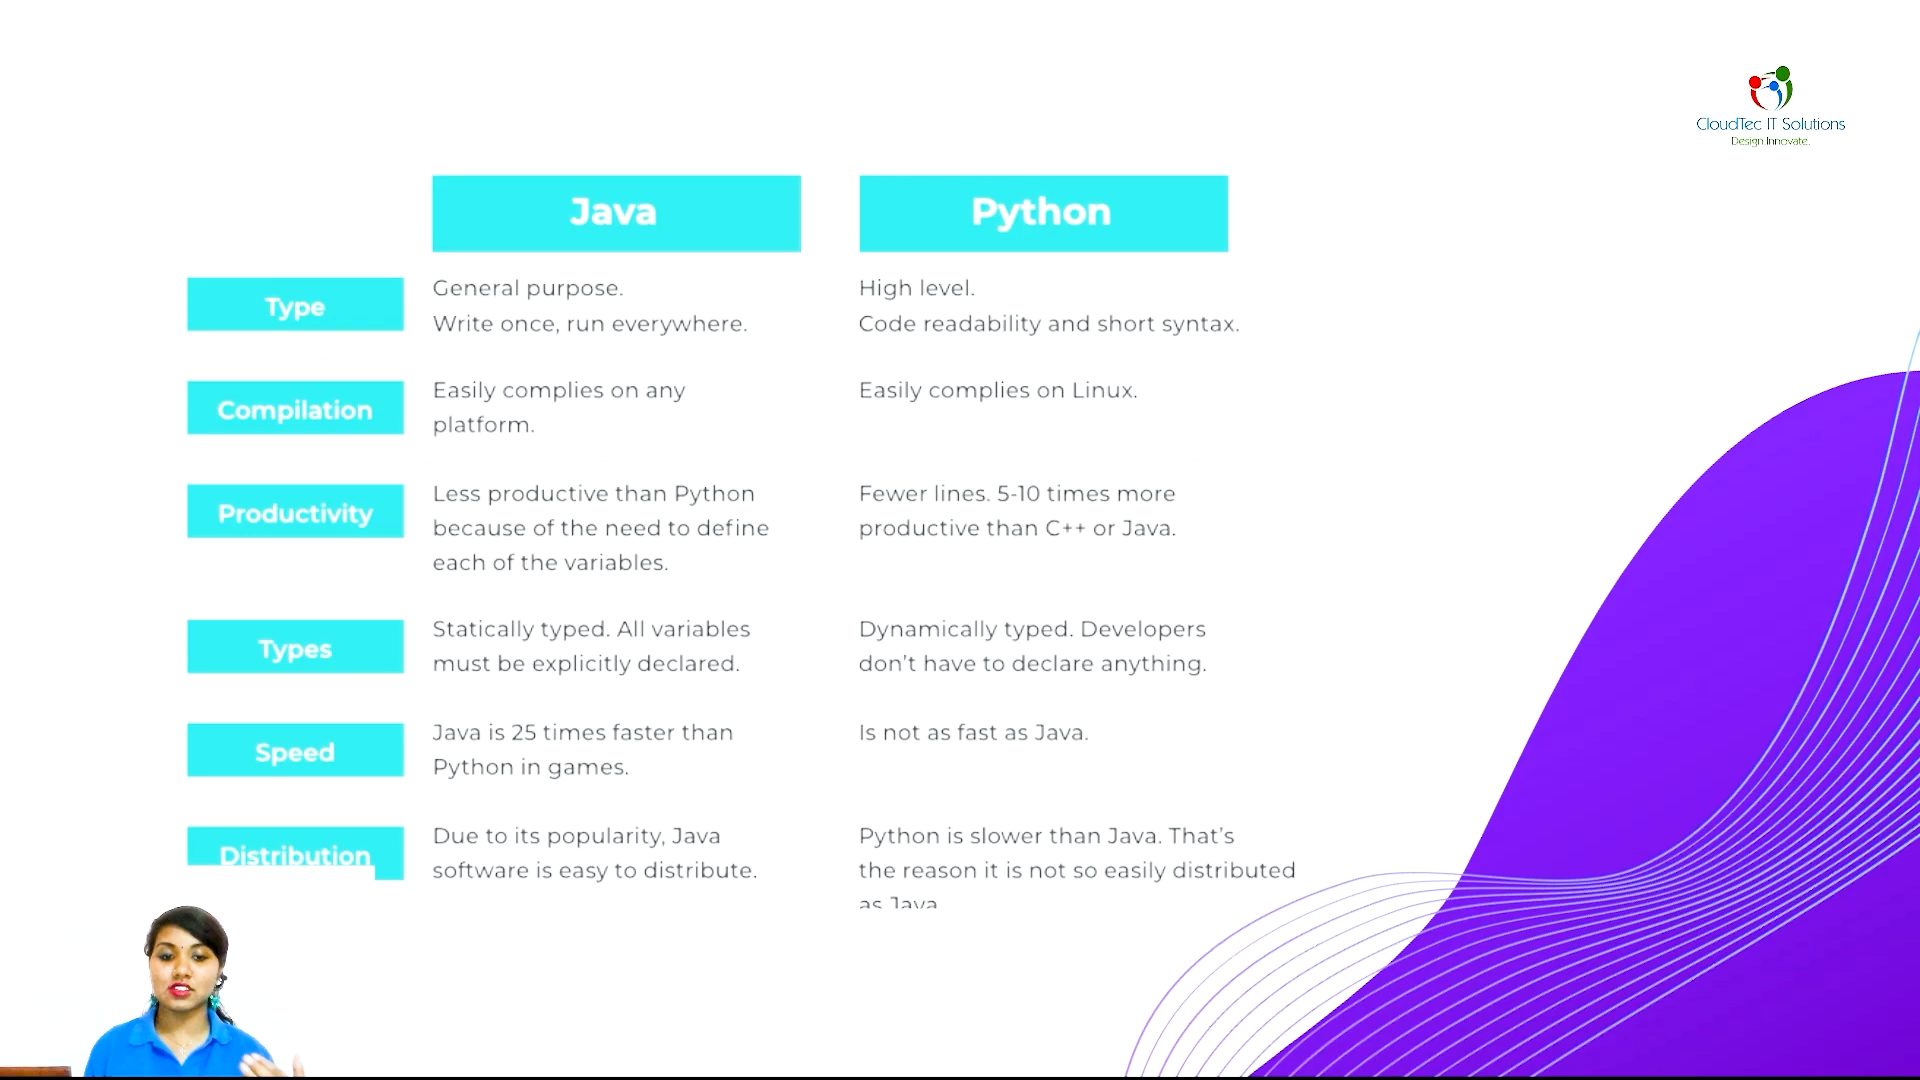 CloudTec IT Solutions
Design Innovate.
Java
Python
Type
General purpose.
Write once, run everywhere.
High level.
Code readability and short syntax.
Compilation
Easily complies on any
platform.
Easily complies on Linux.
Productivity
Less productive than Python
because of the need to define
each of the variables.
Fewer lines. 5-10 times more
productive than C++ or Java.
Types
Statically typed. All variables
must be explicitly declared.
Dynamically typed. Developers
don’t have to declare anything.
Speed
Java is 25 times faster than
Python in games.
Is not as fast as Java.
Distribution
Due to its popularity, Java
software is easy to distribute.
Python is slower than Java. That’s
the reason it is not so easily distributed
as Java